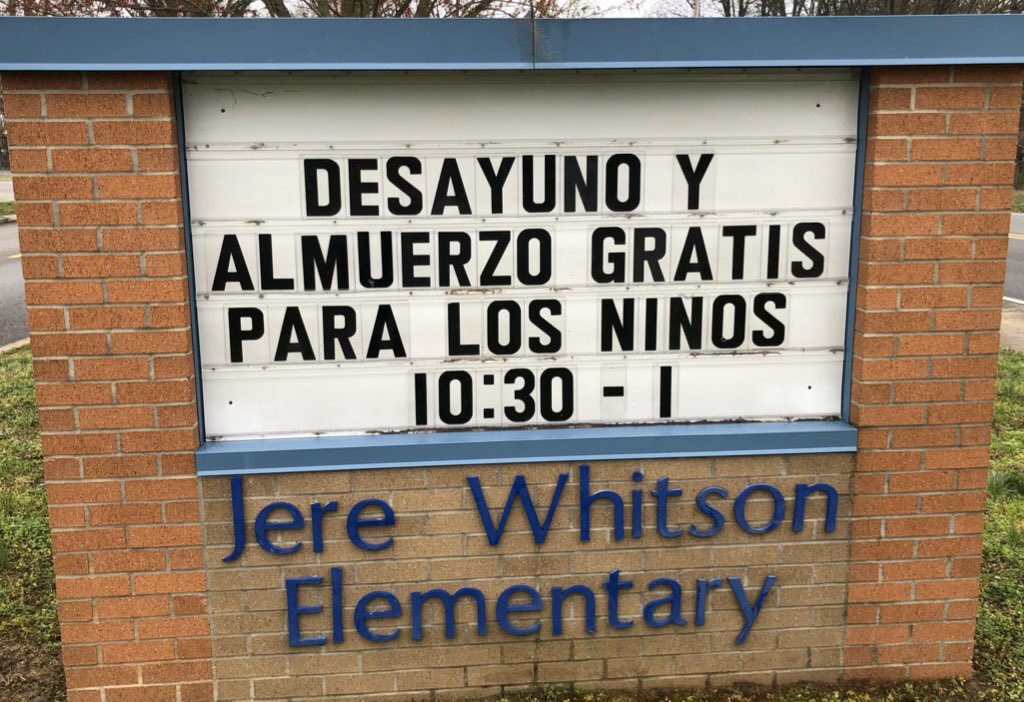 DESAYUNO Y
ALMUERZO GRATIS
PARA LOS NINOS
10:30 - 1
Jere Whitson
Elementary